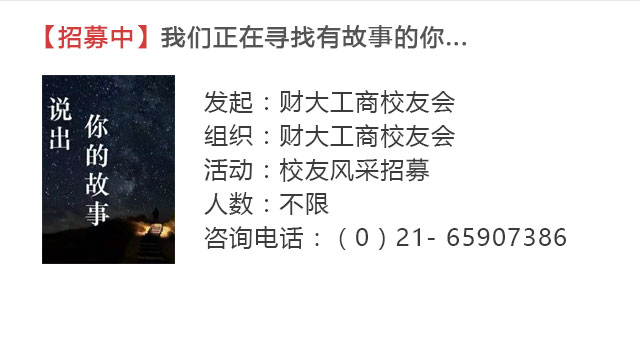 【招募中】我们正在寻找有故事的你...
说出
你的故事
发起：财大工商校友会
组织：财大工商校友会
活动：校友风采招募
人数：不限
咨询电话：（0）21- 65907386